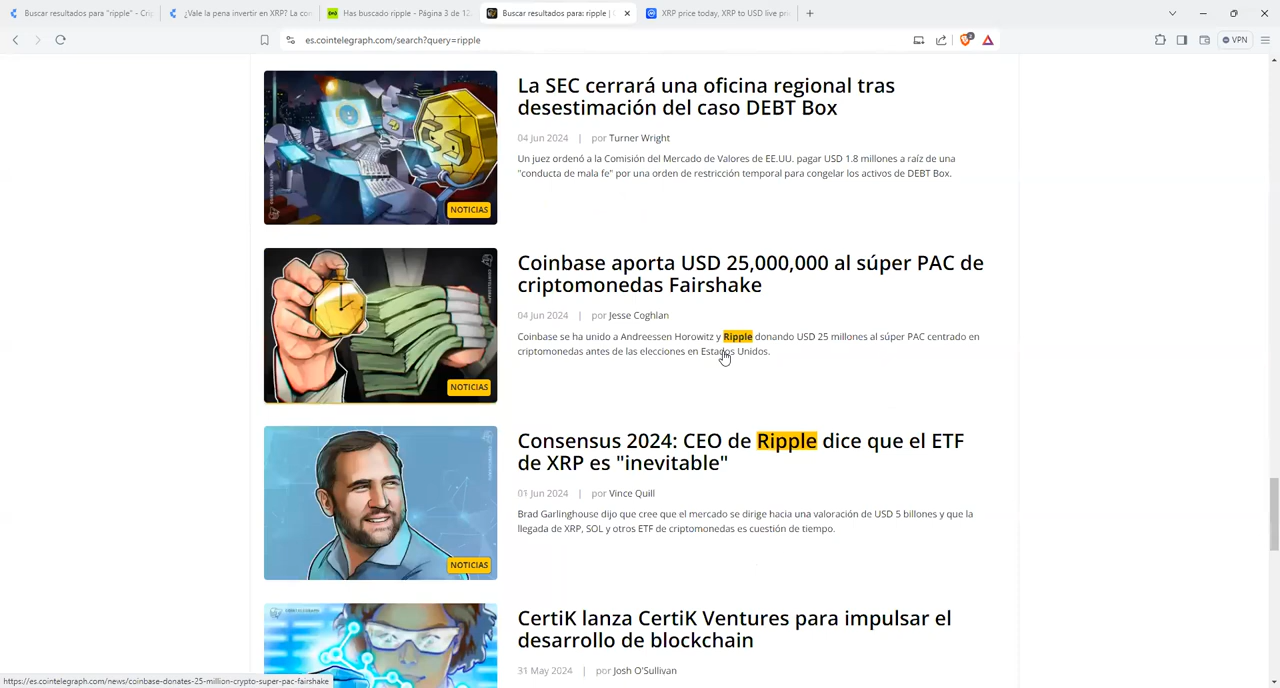 Buscar resultados para "ripple" - Crip
¿Vale la pena invertir en XRP? La con
Has buscado ripple - Página 3 de 12
Buscar resultados para: ripple |
XRP price today, XRP to USD live pri
es.cointelegraph.com/search?query=ripple
2
VPN
La SEC cerrará una oficina regional tras
desestimación del caso DEBT Box
04 Jun 2024 | por Turner Wright
Un juez ordenó a la Comisión del Mercado de Valores de EE.UU. pagar USD 1.8 millones a raíz de una
"conducta de mala fe" por una orden de restricción temporal para congelar los activos de DEBT Box.
NOTICIAS
Coinbase aporta USD 25,000,000 al súper PAC de
criptomonedas Fairshake
04 Jun 2024 | por Jesse Coghlan
Coinbase se ha unido a Andreessen Horowitz y Ripple donando USD 25 millones al súper PAC centrado en
criptomonedas antes de las elecciones en Estados Unidos.
NOTICIAS
Consensus 2024: CEO de Ripple dice que el ETF
de XRP es "inevitable"
01 Jun 2024 | por Vince Quill
Brad Garlinghouse dijo que cree que el mercado se dirige hacia una valoración de USD 5 billones y que la
llegada de XRP, SOL y otros ETF de criptomonedas es cuestión de tiempo.
NOTICIAS
CertiK lanza CertiK Ventures para impulsar el
desarrollo de blockchain
31 May 2024 | por Josh O'Sullivan
https://es.cointelegraph.com/news/coinbase-donates-25-million-crypto-super-pac-fairshake